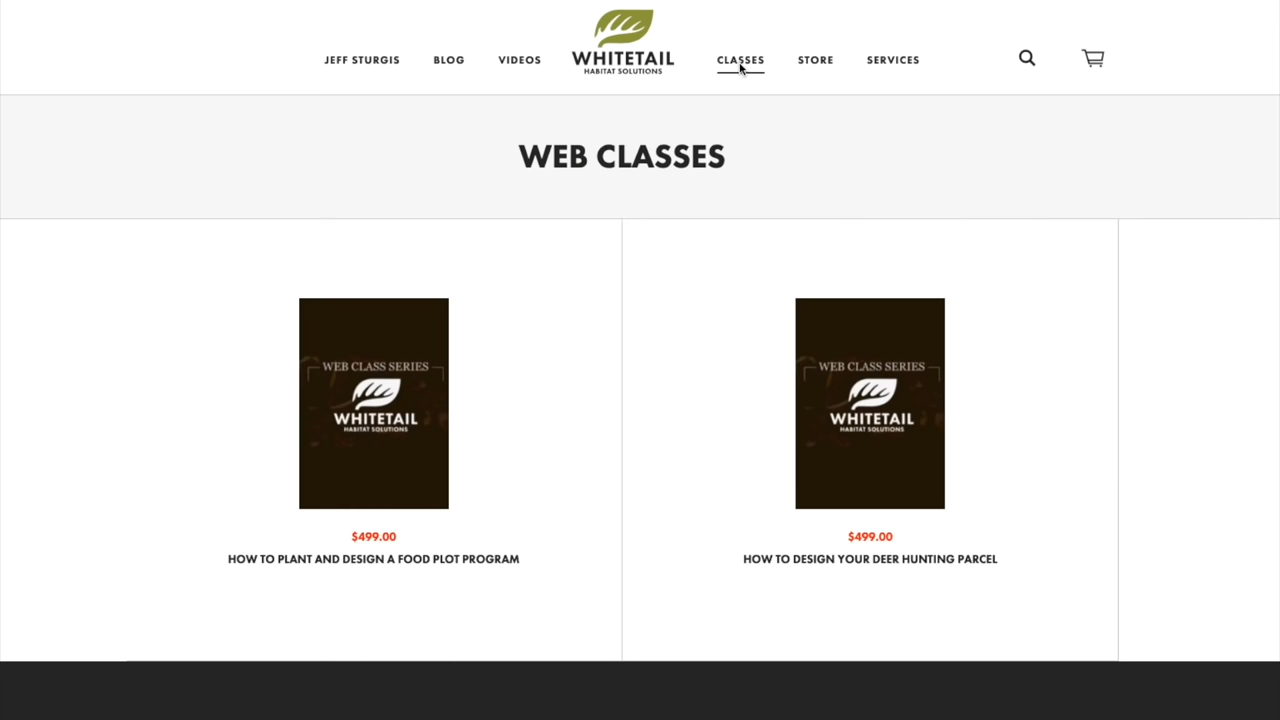 JEFF STURGIS BLOG VIDEOS WHITETAIL HABITAT SOLUTIONS CLASSES STORE SERVICES
WEB CLASSES
WEB CLASS SERIES
WHITETAIL
HABITAT SOLUTIONS
$499.00
HOW TO PLANT AND DESIGN A FOOD PLOT PROGRAM
WEB CLASS SERIES
WHITETAIL
HABITAT SOLUTIONS
$499.00
HOW TO DESIGN YOUR DEER HUNTING PARCEL